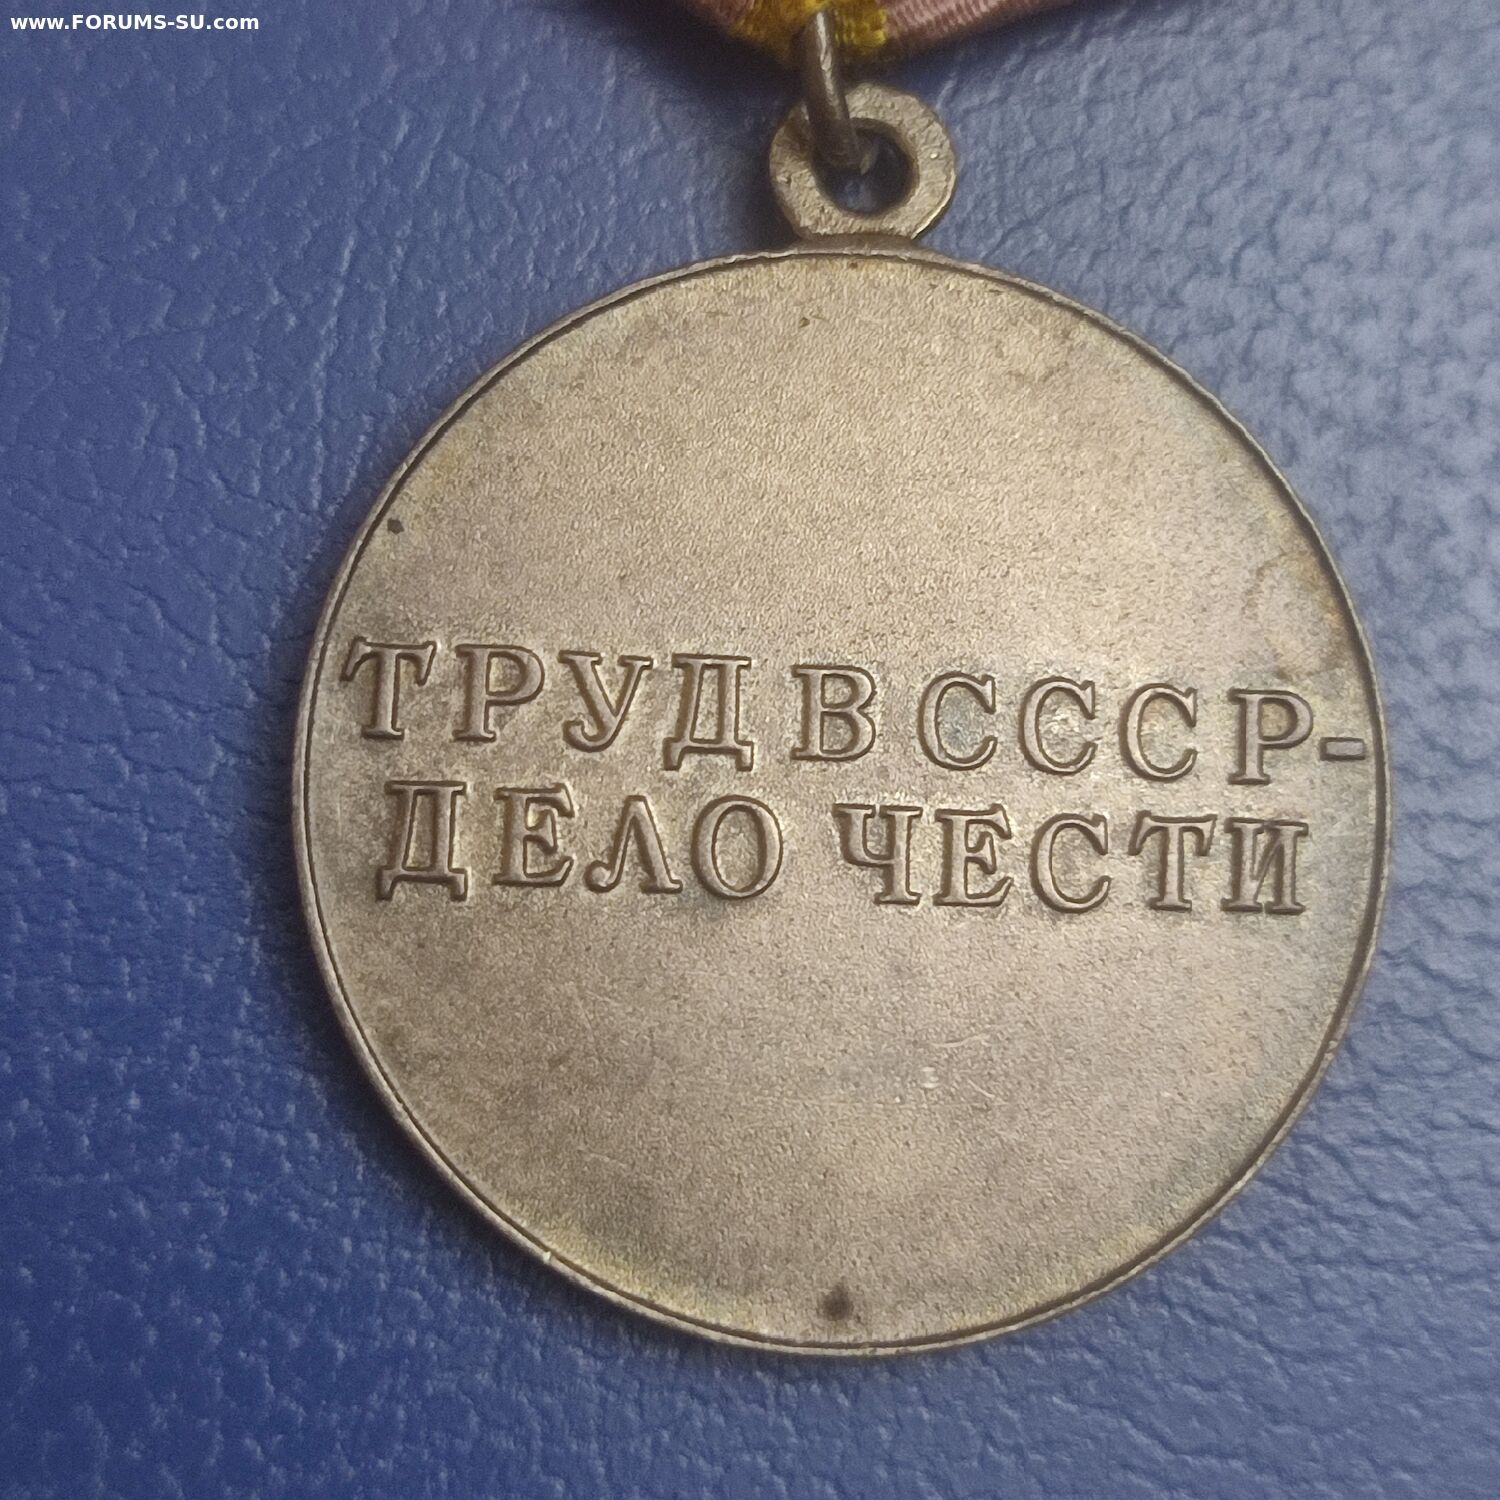 www.FORUMS-SU.com
ТРУД В СССР-
ДЕЛО ЧЕСТИ